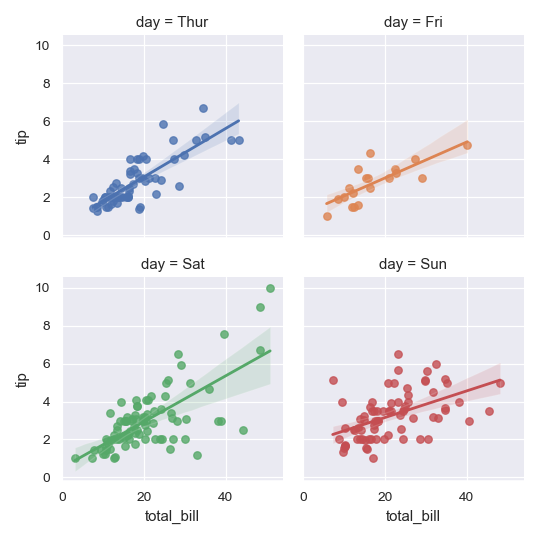 day = Thur
day = Fri
10
8
6
4
2
0
tip
day = Sat
day = Sun
10
8
6
4
2
0
tip
0 20 40
0 20 40
total_bill
total_bill